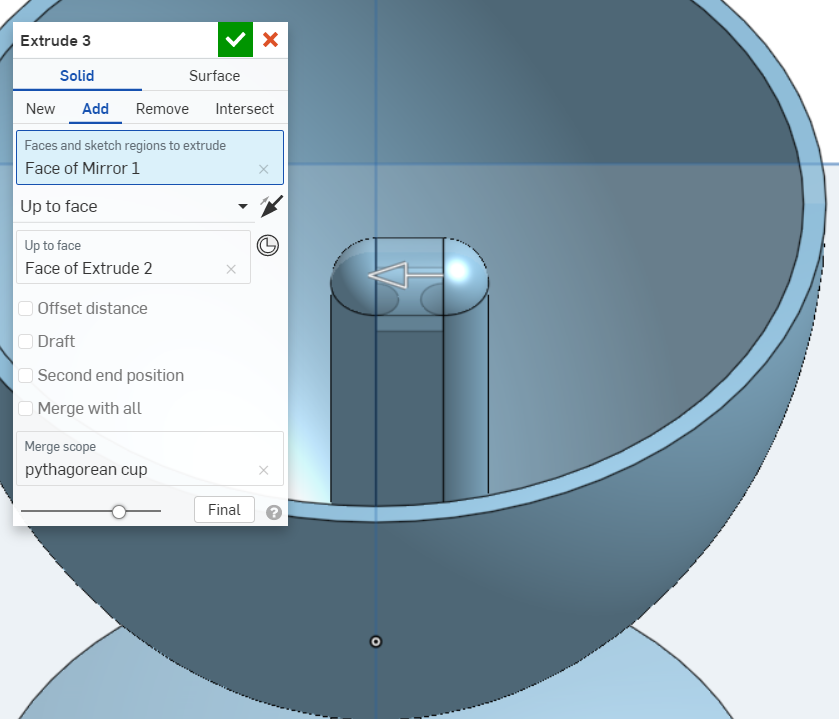 Extrude 3
Solid Surface
New Add Remove Intersect
Faces and sketch regions to extrude
Face of Mirror 1
Up to face
Up to face
Face of Extrude 2
Offset distance
Draft
Second end position
Merge with all
Merge scope
pythagorean cup
Final